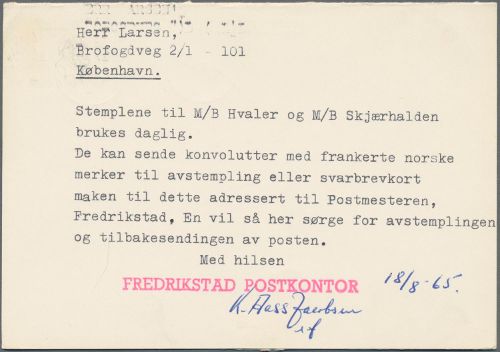 Herr Larsen,
Brofogdveg 2/1 - 101
København.
Stemplene til M/B Hvaler og M/B Skjærhalden
brukes daglig.
De kan sende konvolutter med frankerte norske
merker til avstempling eller svarbrevkort
maken til dette adressert til Postmesteren,
Fredrikstad, En vil så her sørge for avstemplingen
og tilbakesendingen av posten.
Med hilsen
FREDRIKSTAD POSTKONTOR
18/8-65.
K. Aass Jacobsen